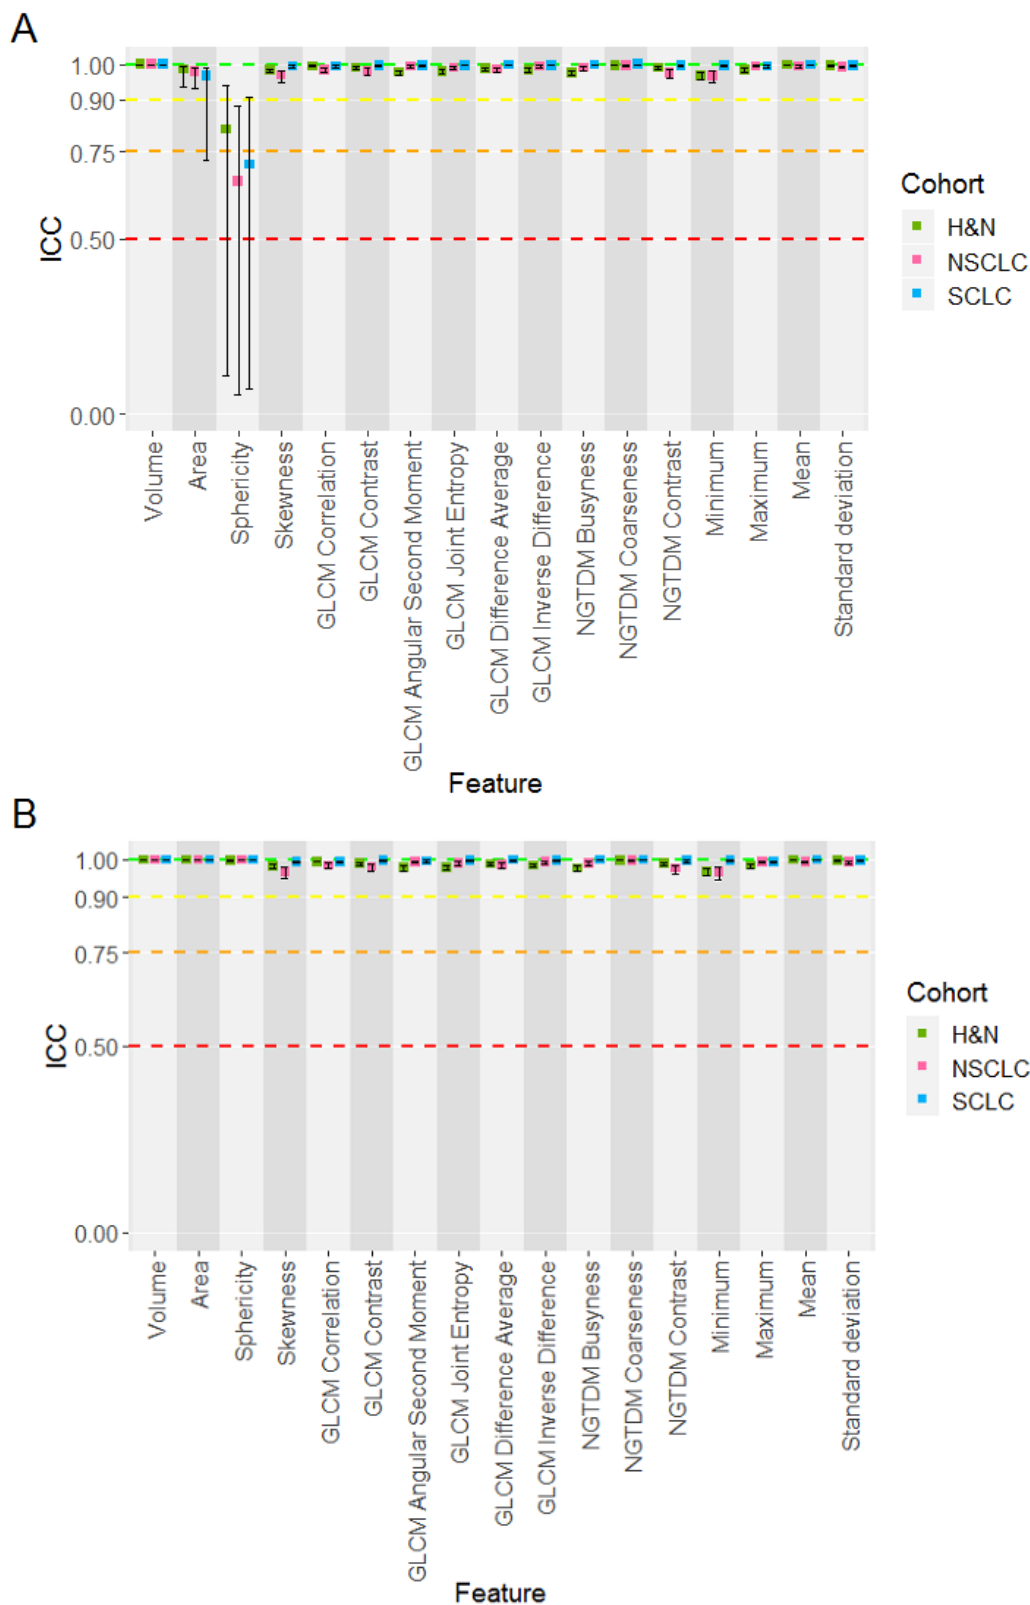 A
1.00
0.90
0.75
0.50
0.00
ICC
Volume
Area
Sphericity
Skewness
GLCM Correlation
GLCM Contrast
GLCM Angular Second Moment
GLCM Joint Entropy
GLCM Difference Average
GLCM Inverse Difference
NGTDM Busyness
NGTDM Coarseness
NGTDM Contrast
Minimum
Maximum
Mean
Standard deviation
Feature
Cohort
H&N
NSCLC
SCLC
B
1.00
0.90
0.75
0.50
0.00
ICC
Volume
Area
Sphericity
Skewness
GLCM Correlation
GLCM Contrast
GLCM Angular Second Moment
GLCM Joint Entropy
GLCM Difference Average
GLCM Inverse Difference
NGTDM Busyness
NGTDM Coarseness
NGTDM Contrast
Minimum
Maximum
Mean
Standard deviation
Feature
Cohort
H&N
NSCLC
SCLC